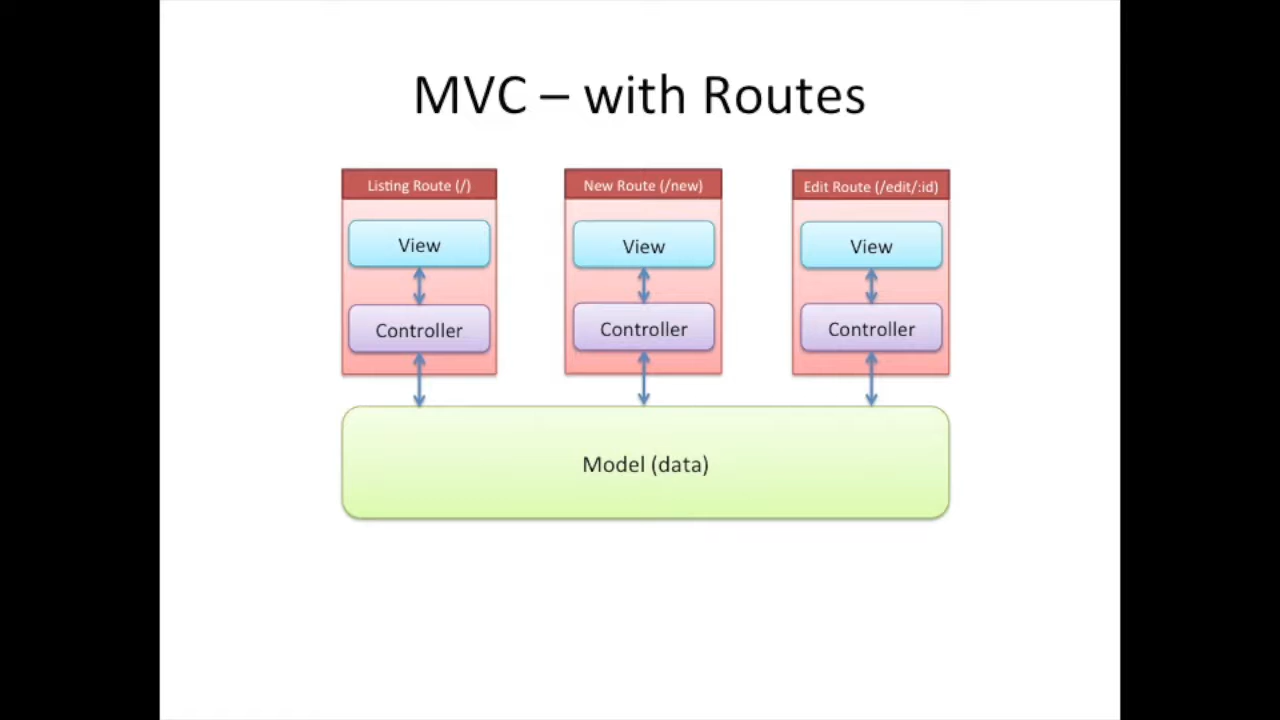 MVC – with Routes
Listing Route (/)
View
Controller
New Route (/new)
View
Controller
Edit Route (/edit/:id)
View
Controller
Model (data)